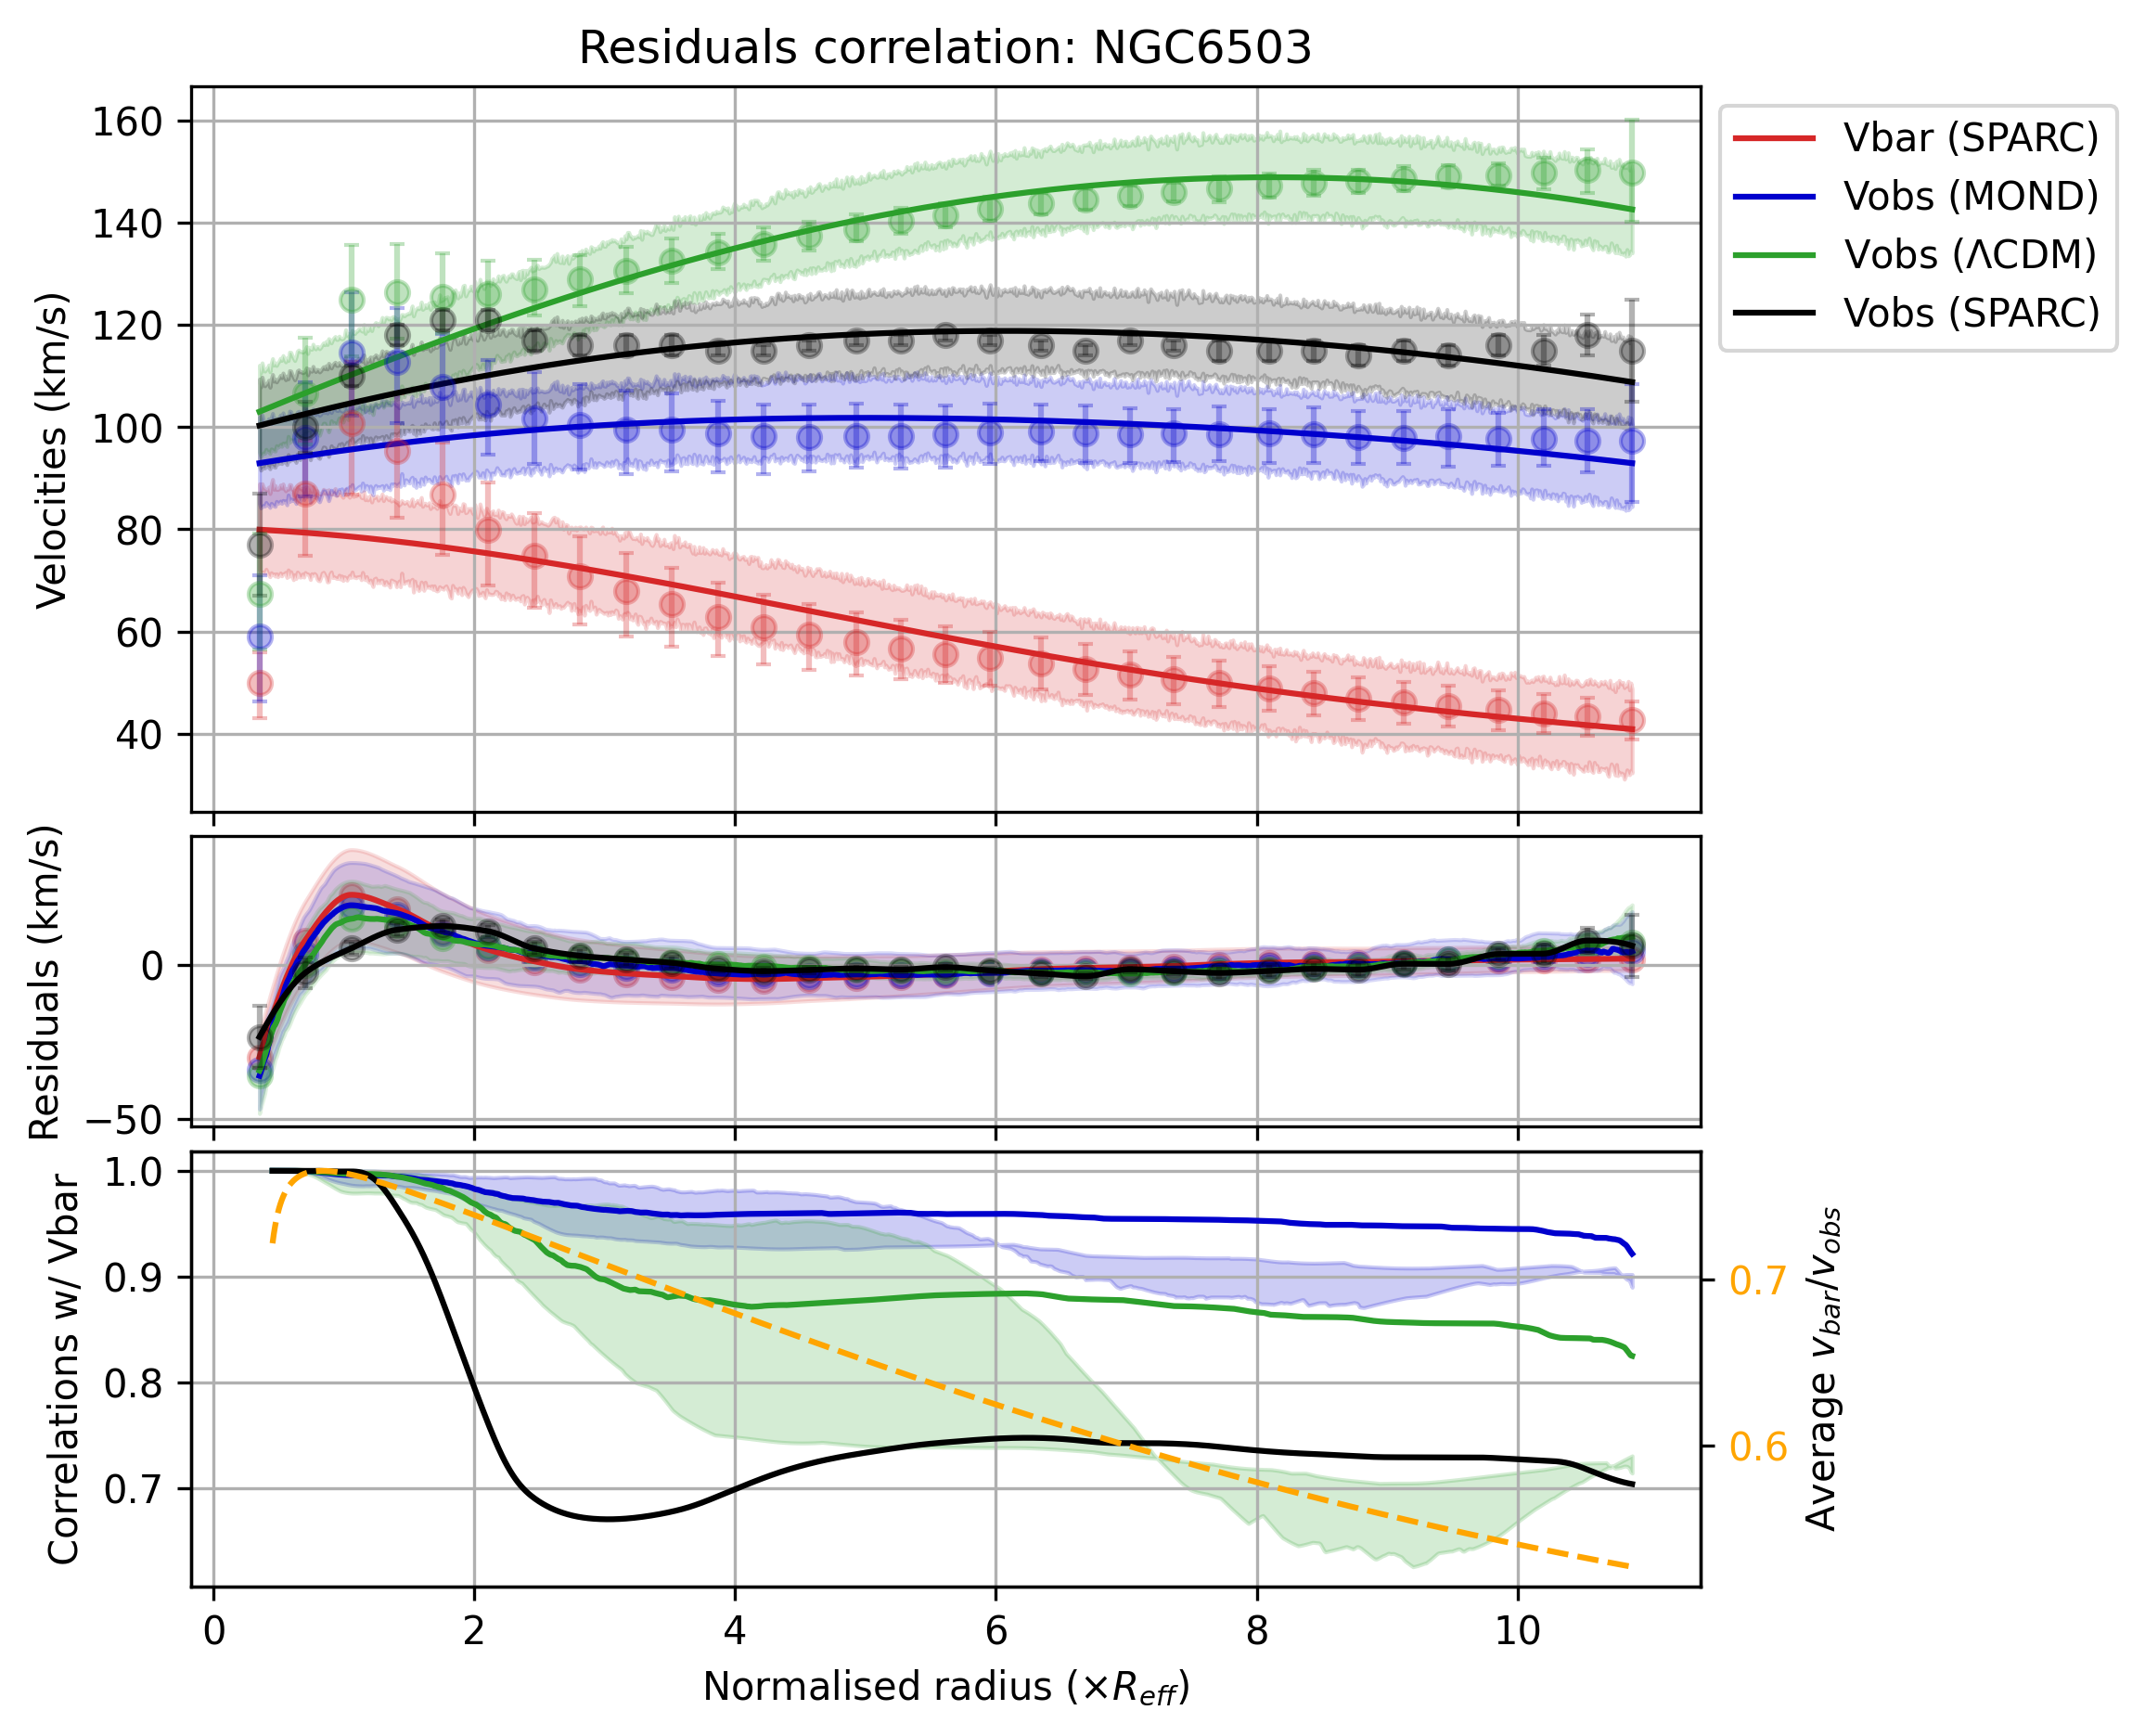 Residuals correlation: NGC6503
160
140
120
100
80
60
40
Velocities (km/s)
Vbar (SPARC)
Vobs (MOND)
Vobs (ΛCDM)
Vobs (SPARC)
0
−50
Residuals (km/s)
1.0
0.9
0.8
0.7
Correlations w/ Vbar
0.7
0.6
Average v_bar/v_obs
0 2 4 6 8 10
Normalised radius (×R_eff)